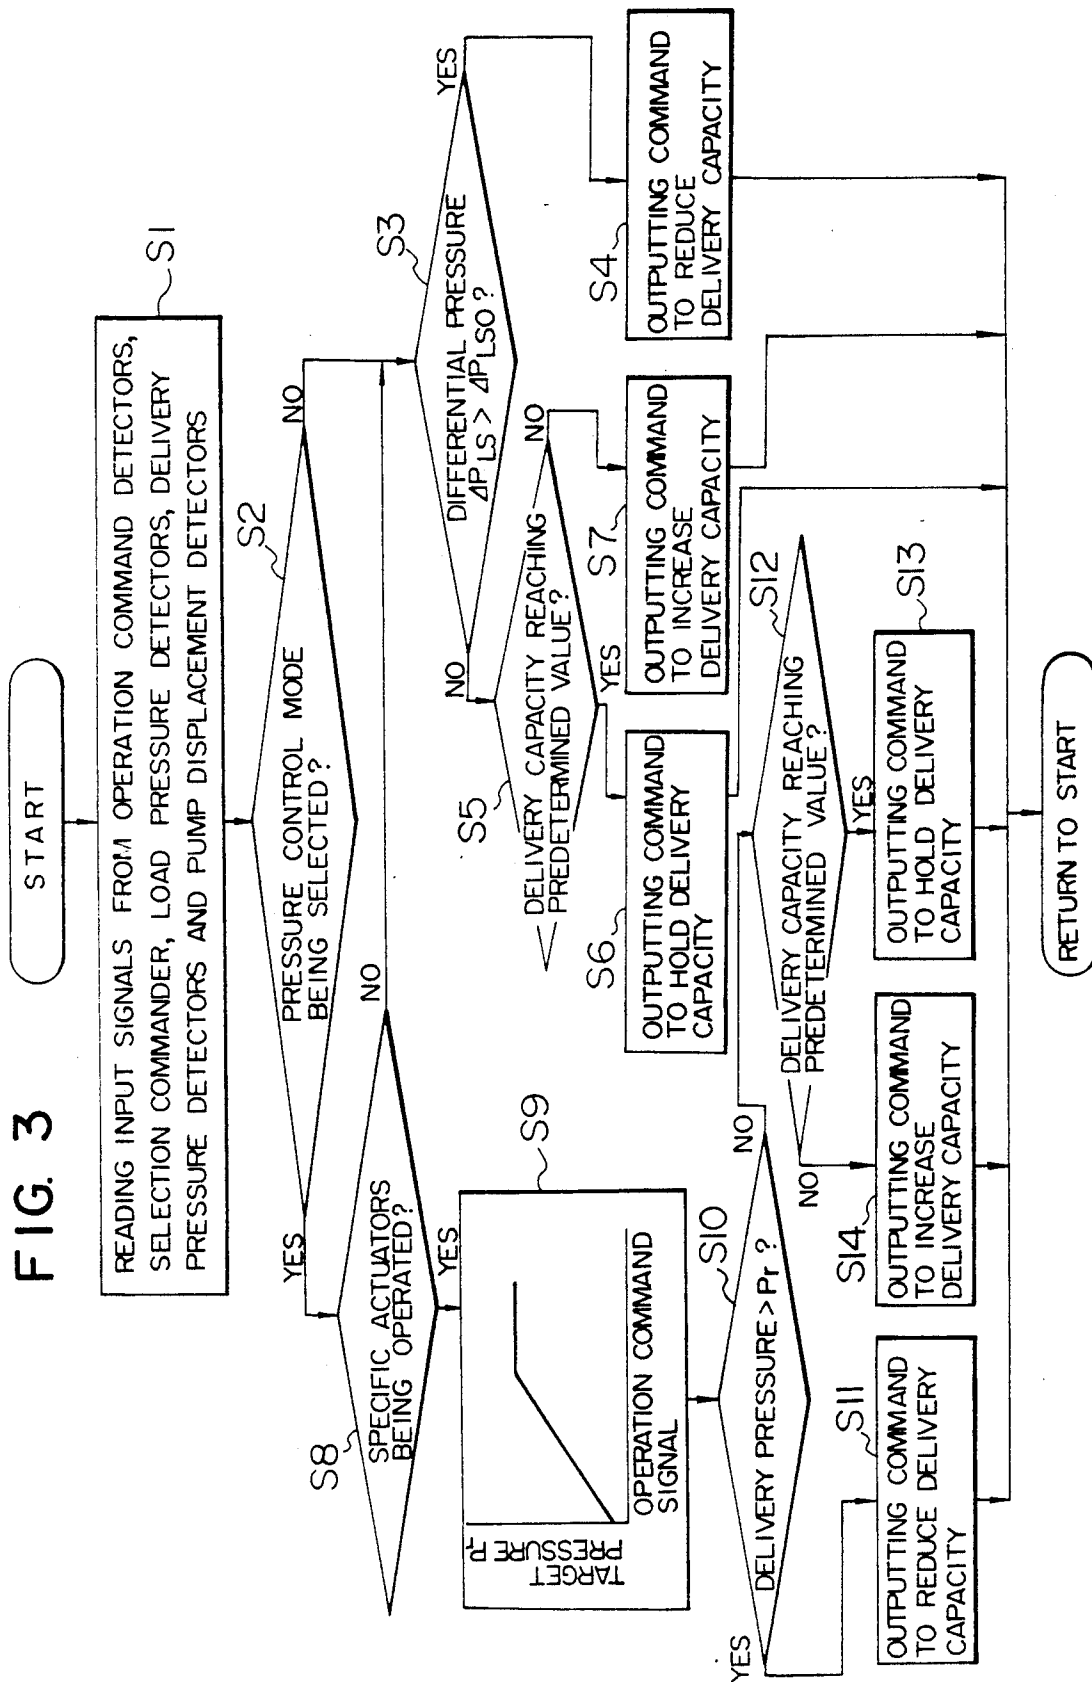 FIG. 3
START
READING INPUT SIGNALS FROM OPERATION COMMAND DETECTORS,
SELECTION COMMANDER, LOAD PRESSURE DETECTORS, DELIVERY
PRESSURE DETECTORS AND PUMP DISPLACEMENT DETECTORS
S1
PRESSURE CONTROL MODE
BEING SELECTED?
S2
YES
NO
SPECIFIC ACTUATORS
BEING OPERATED?
S8
NO
YES
DIFFERENTIAL PRESSURE
ΔPLS > ΔPLSO ?
S3
NO
YES
TARGET
PRESSURE Pr
OPERATION COMMAND
SIGNAL
S9
DELIVERY CAPACITY REACHING
PREDETERMINED VALUE?
S5
YES
NO
OUTPUTTING COMMAND
TO HOLD DELIVERY
CAPACITY
S6
OUTPUTTING COMMAND
TO INCREASE
DELIVERY CAPACITY
S7
OUTPUTTING COMMAND
TO REDUCE
DELIVERY CAPACITY
S4
DELIVERY PRESSURE > Pr ?
S10
YES
NO
DELIVERY CAPACITY REACHING
PREDETERMINED VALUE?
S12
NO
YES
OUTPUTTING COMMAND
TO REDUCE DELIVERY
CAPACITY
S11
OUTPUTTING COMMAND
TO INCREASE
DELIVERY CAPACITY
S14
OUTPUTTING COMMAND
TO HOLD DELIVERY
CAPACITY
S13
RETURN TO START